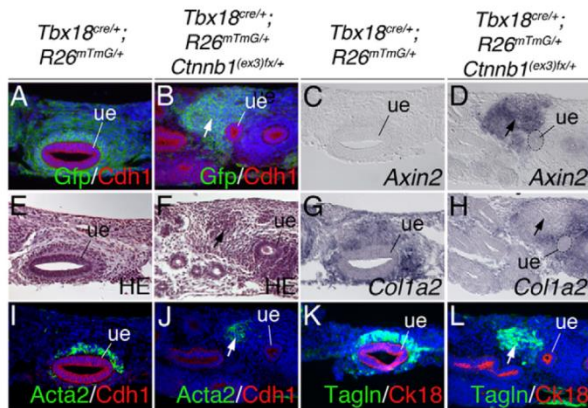 Tbx18cre/+;
R26mTmG/+
Tbx18cre/+;
R26mTmG/+
Ctnnb1(ex3)fx/+
Tbx18cre/+;
R26mTmG/+
Tbx18cre/+;
R26mTmG/+
Ctnnb1(ex3)fx/+
A ue Gfp/Cdh1
B ue Gfp/Cdh1
C ue Axin2
D ue Axin2
E ue HE
F ue HE
G ue Col1a2
H ue Col1a2
I ue Acta2/Cdh1
J ue Acta2/Cdh1
K ue Tagln/Ck18
L ue Tagln/Ck18